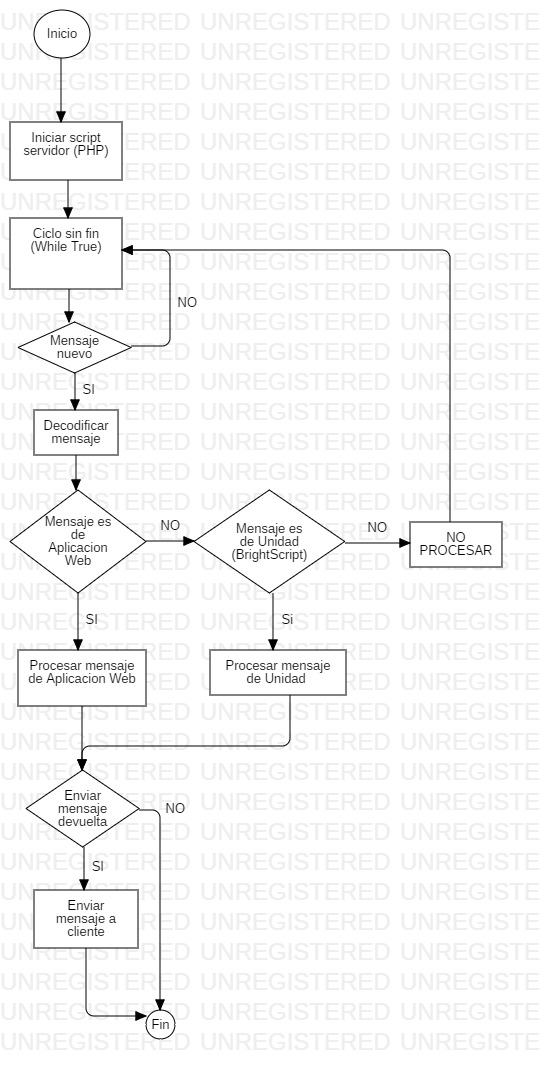 Inicio
Iniciar script
servidor (PHP)
Ciclo sin fin
(While True)
NO
Mensaje
nuevo
SI
Decodificar
mensaje
Mensaje es
de
Aplicacion
Web
NO
Mensaje es
de Unidad
(BrightScript)
NO
NO
PROCESAR
SI
Si
Procesar mensaje
de Aplicacion Web
Procesar mensaje
de Unidad
Enviar
mensaje
devuelta
NO
SI
Enviar
mensaje a
cliente
Fin
UNREGISTERED